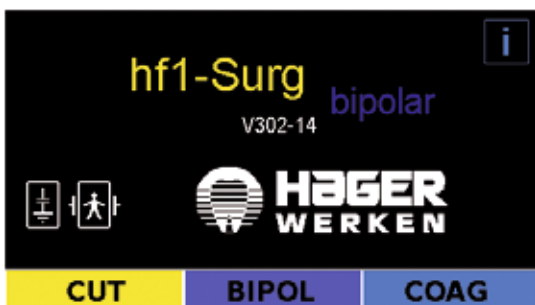 i
hf1-Surg
bipolar
V302-14
HAGER
WERKEN
CUT BIPOL COAG